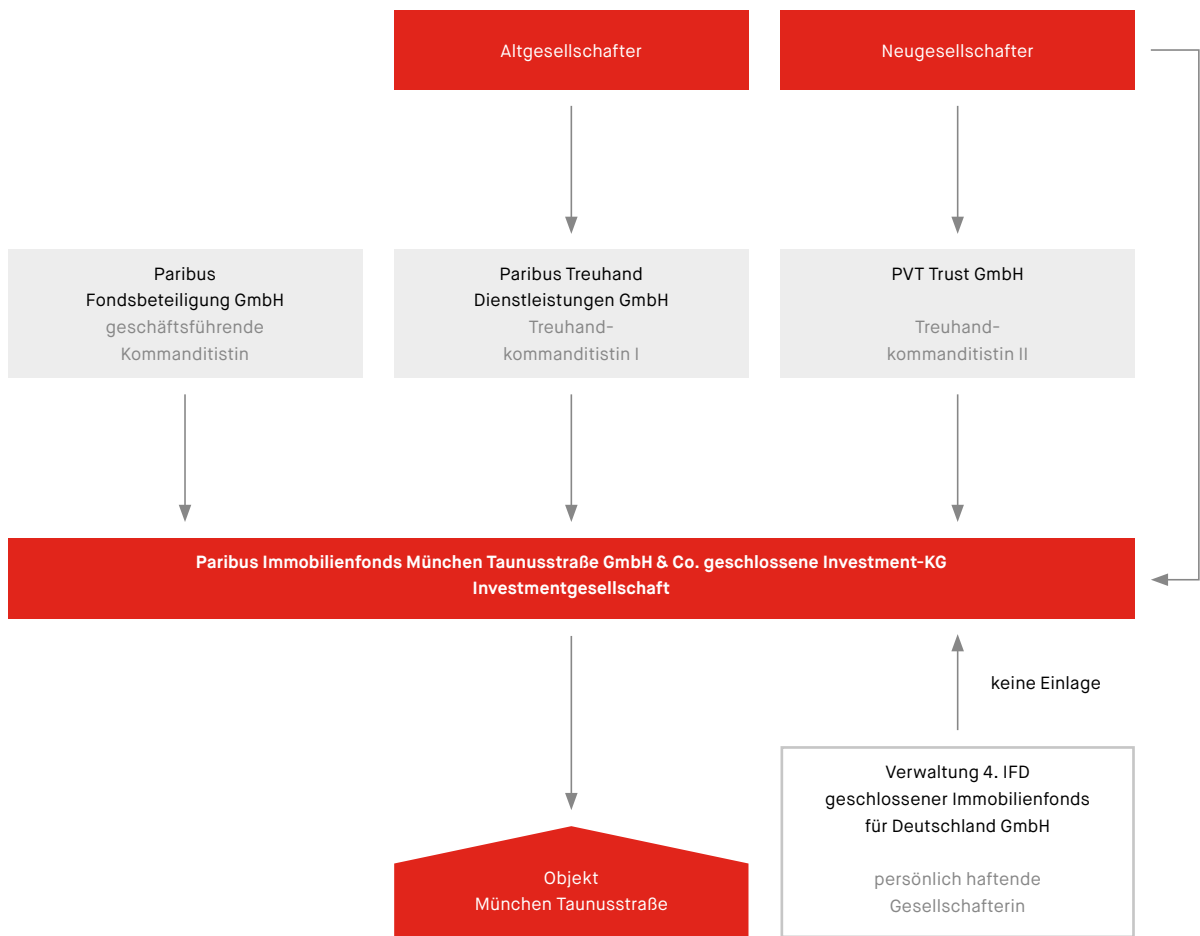 Altgesellschafter
Neugesellschafter
Paribus
Fondsbeteiligung GmbH
geschäftsführende
Kommanditistin
Paribus Treuhand
Dienstleistungen GmbH
Treuhand-
kommanditistin I
PVT Trust GmbH
Treuhand-
kommanditistin II
Paribus Immobilienfonds München Taunusstraße GmbH & Co. geschlossene Investment-KG
Investmentgesellschaft
keine Einlage
Objekt
München Taunusstraße
Verwaltung 4. IFD
geschlossener Immobilienfonds
für Deutschland GmbH
persönlich haftende
Gesellschafterin